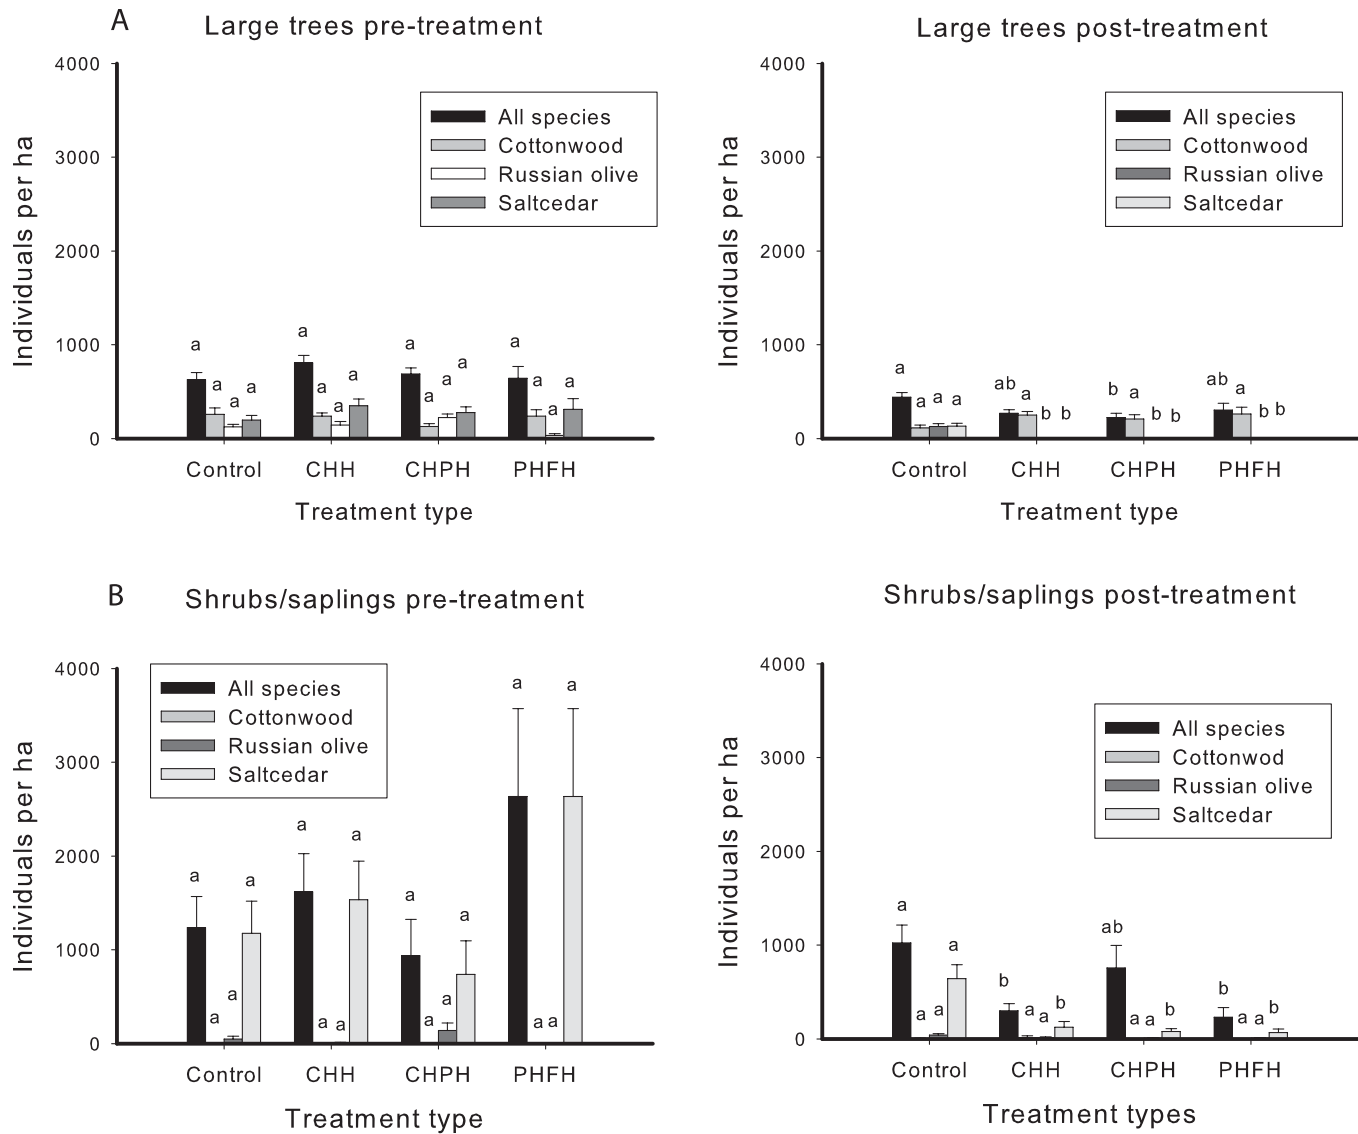 A
Large trees pre-treatment
4000
3000
2000
1000
0
Individuals per ha
All species
Cottonwood
Russian olive
Saltcedar
a a a a a a a a a a a a a a a a
Control CHH CHPH PHFH
Treatment type
Large trees post-treatment
4000
3000
2000
1000
0
Individuals per ha
All species
Cottonwood
Russian olive
Saltcedar
a a a a ab a b b b a b b ab a b b
Control CHH CHPH PHFH
Treatment type
B
Shrubs/saplings pre-treatment
4000
3000
2000
1000
0
Individuals per ha
All species
Cottonwood
Russian olive
Saltcedar
a a a a a a a a a a a a a a a a
Control CHH CHPH PHFH
Treatment type
Shrubs/saplings post-treatment
4000
3000
2000
1000
0
Individuals per ha
All species
Cottonwod
Russian olive
Saltcedar
a a a a b a a b ab a a b b a a b
Control CHH CHPH PHFH
Treatment types